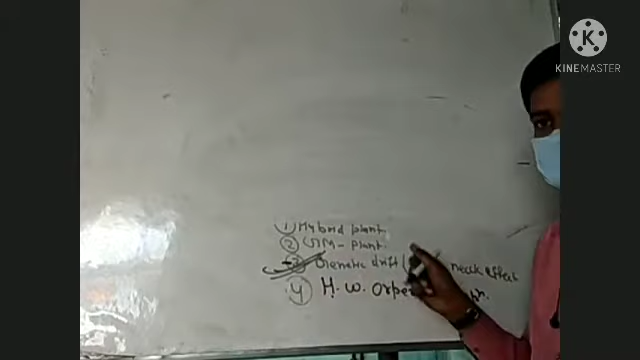 K
KINEMASTER
① Hybrid plant
② GM-Plant.
③ Genetic drift ( neck effect
④ H.W.